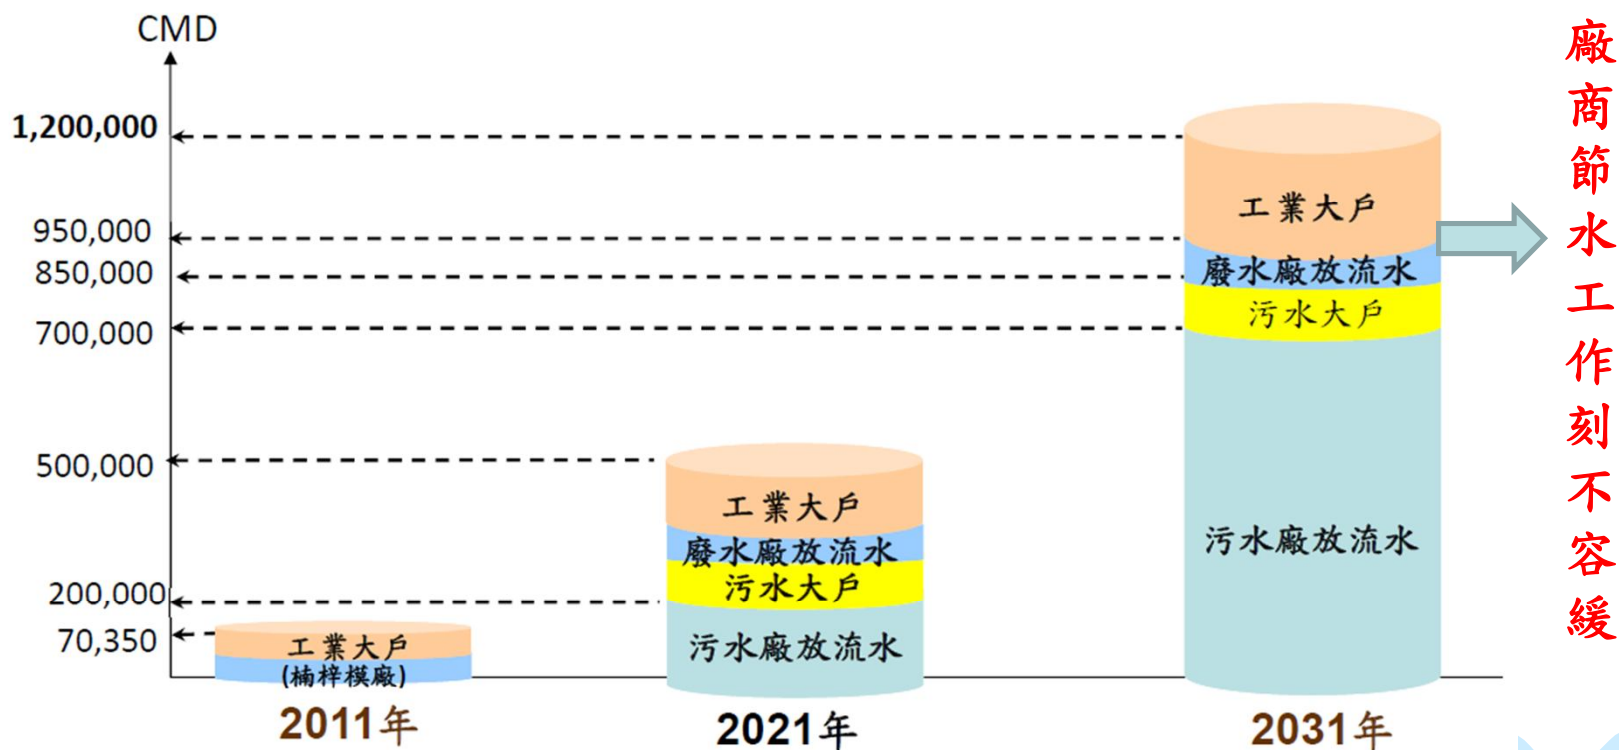 CMD
1,200,000
950,000
850,000
700,000
500,000
200,000
70,350
工業大戶
(楠梓模廠)
2011年
工業大戶
廢水廠放流水
污水大戶
污水廠放流水
2021年
工業大戶
廢水廠放流水
污水大戶
污水廠放流水
2031年
廠商節水工作刻不容緩